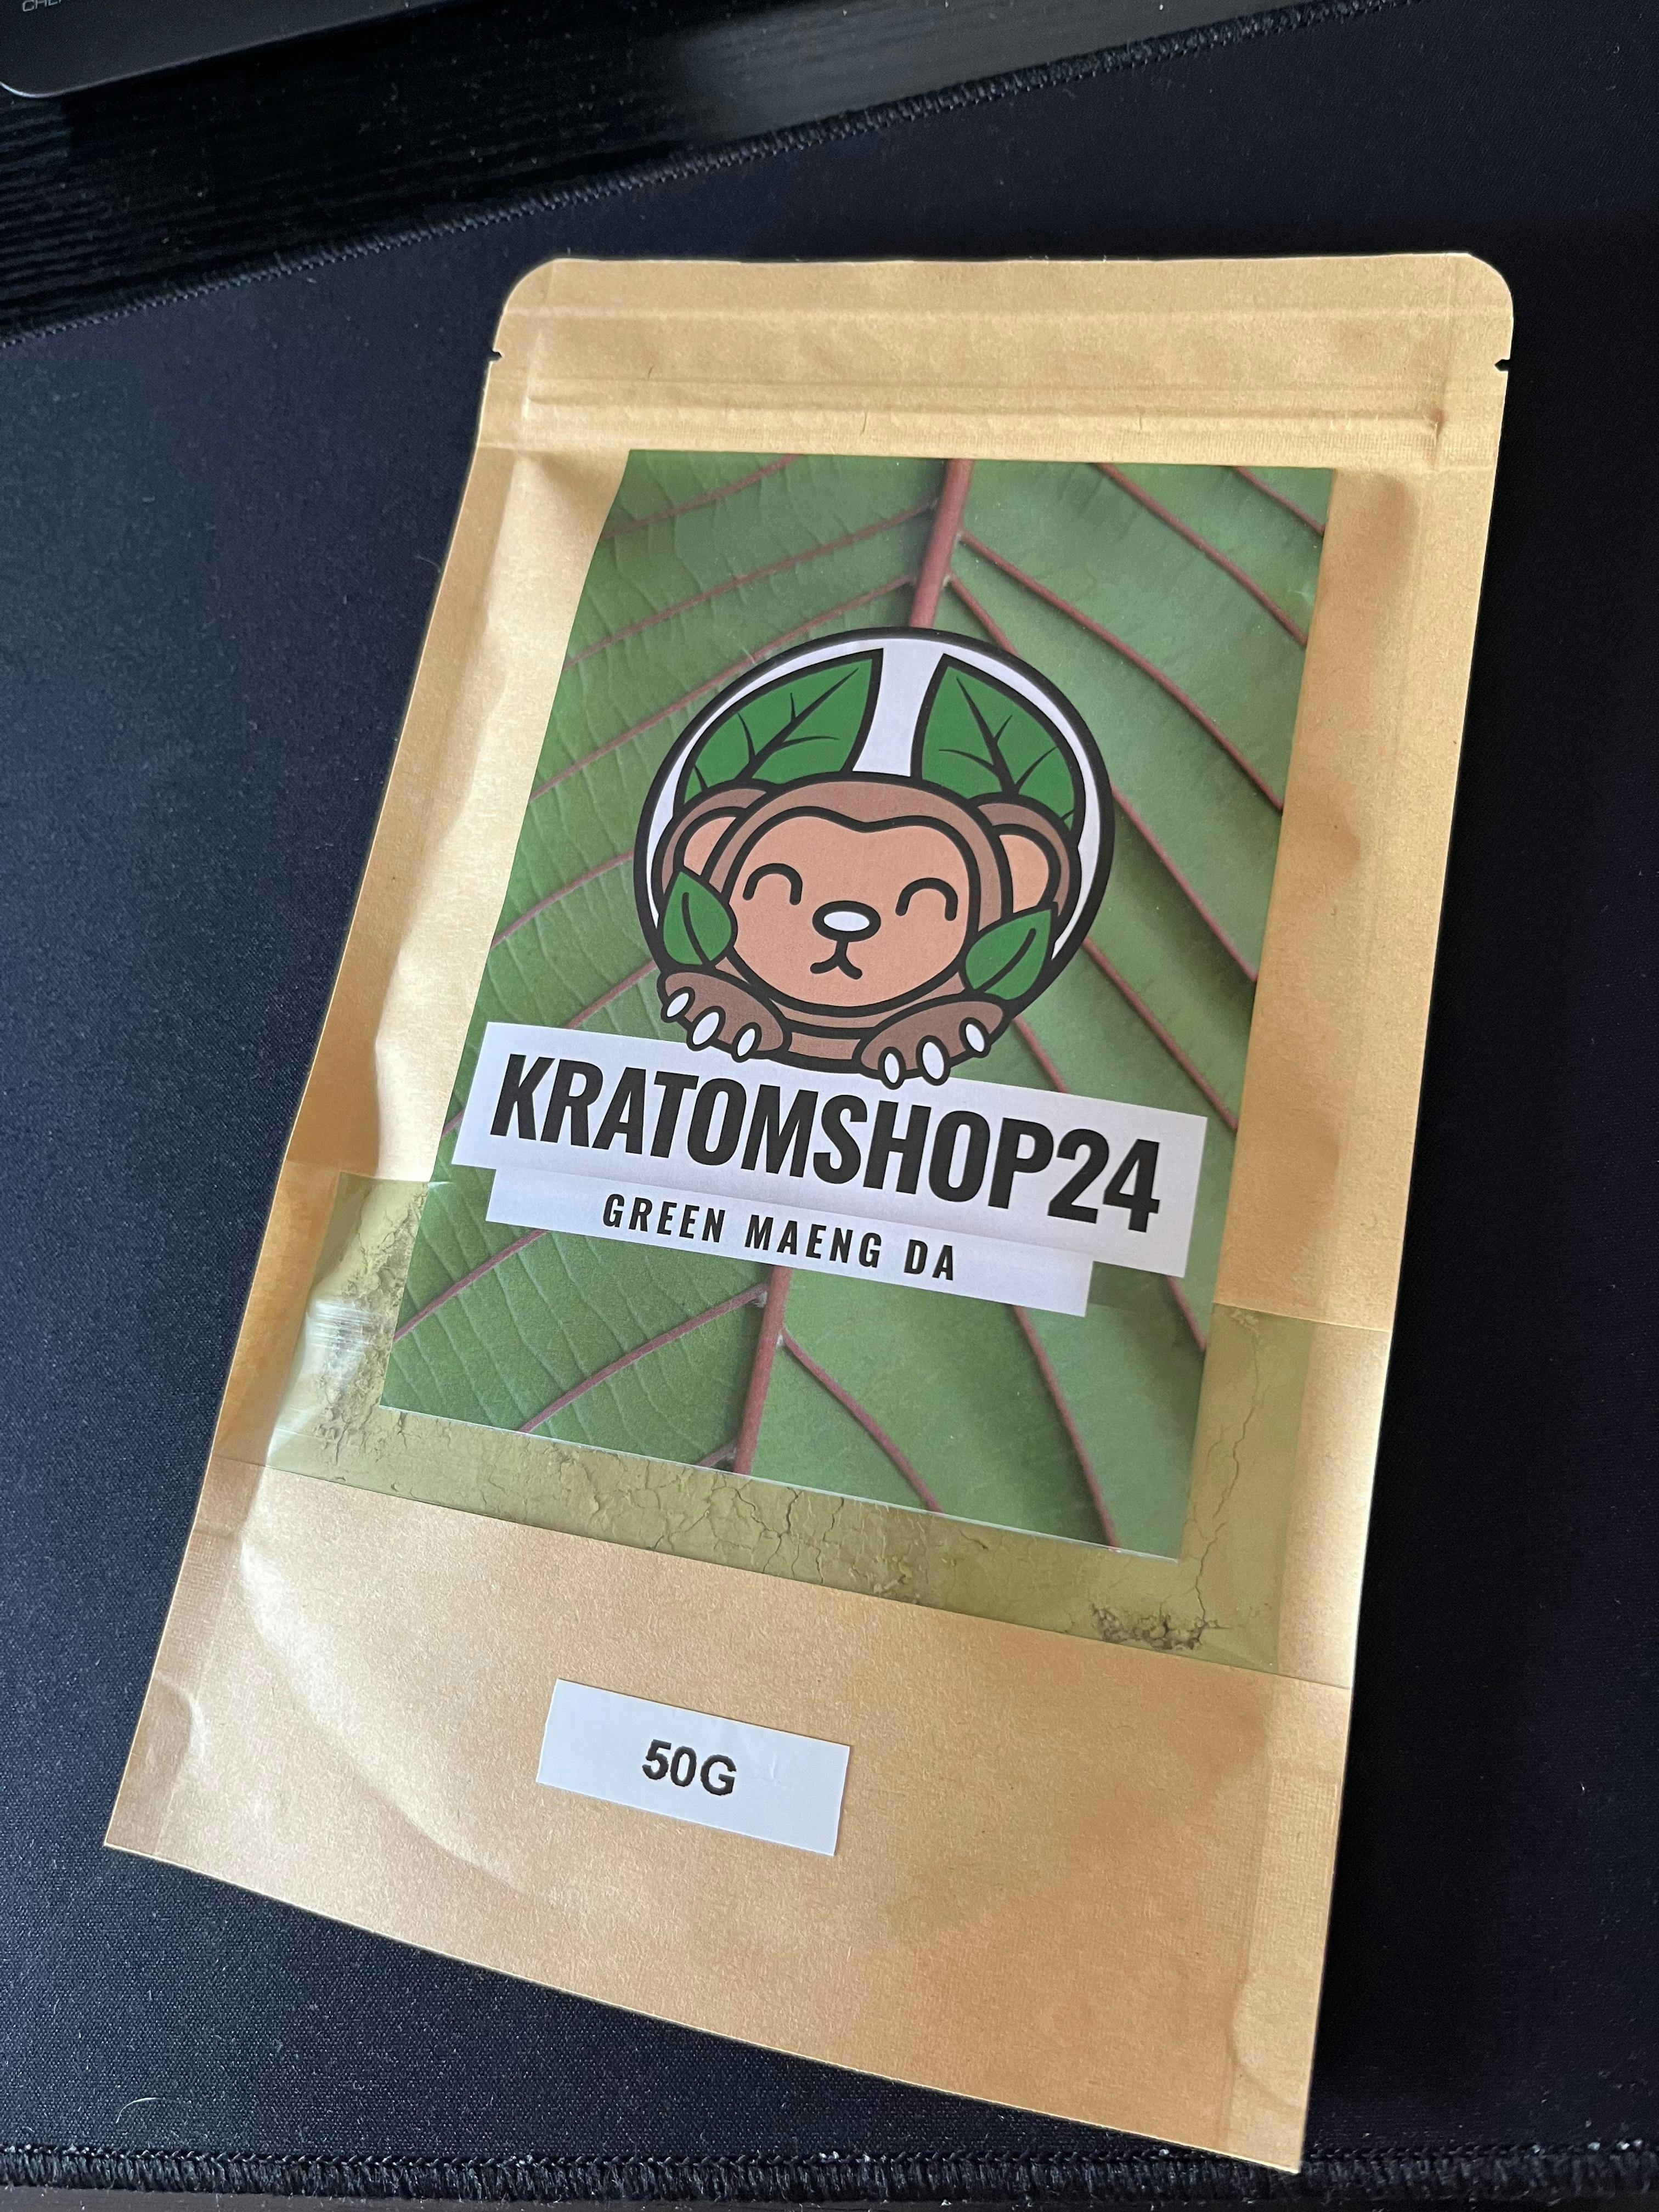 KRATOMSHOP24
GREEN MAENG DA
50G